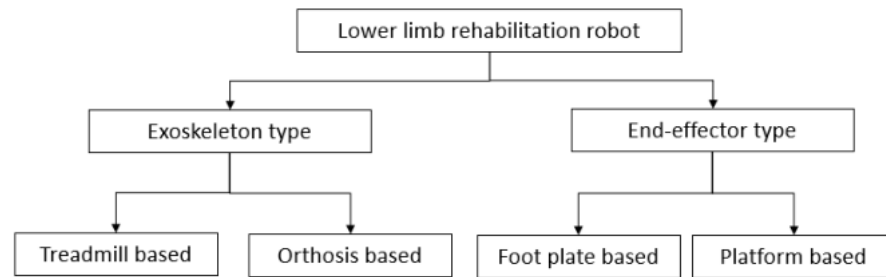 Lower limb rehabilitation robot
Exoskeleton type
End-effector type
Treadmill based
Orthosis based
Foot plate based
Platform based